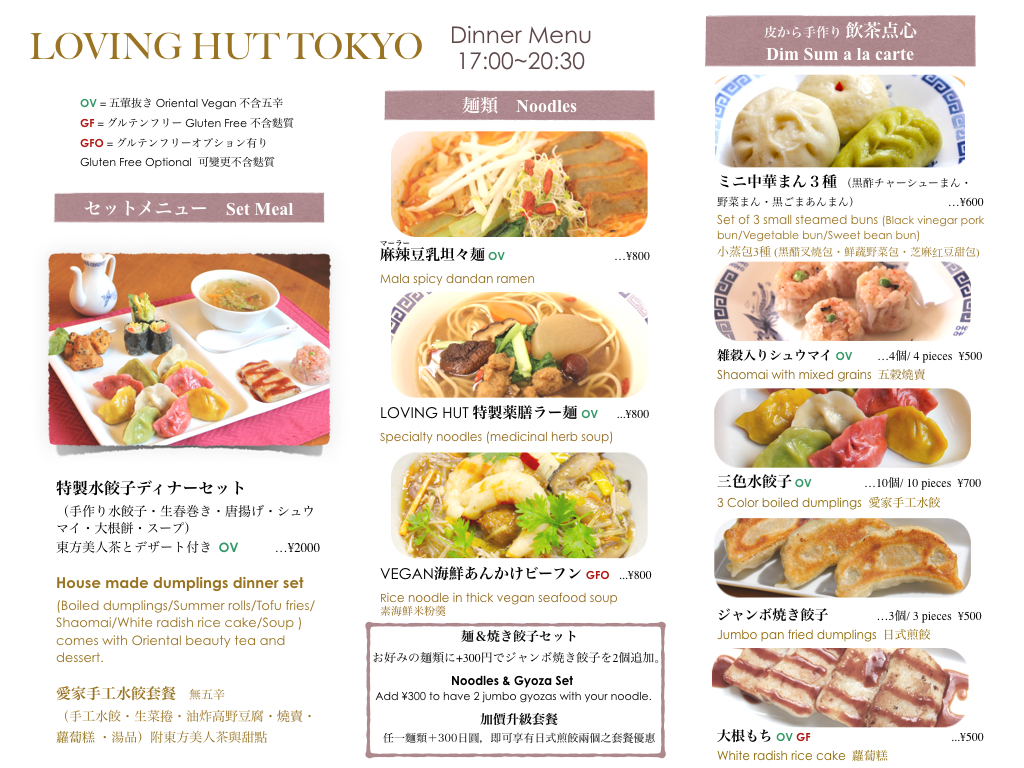 LOVING HUT TOKYO
Dinner Menu
17:00~20:30
OV = 五葷抜き Oriental Vegan 不含五辛
GF = グルテンフリー Gluten Free 不含麩質
GFO = グルテンフリーオプション有り
Gluten Free Optional 可變更不含麩質
セットメニュー Set Meal
特製水餃子ディナーセット
（手作り水餃子・生春巻き・唐揚げ・シュウ
マイ・大根餅・スープ）
東方美人茶とデザート付き OV …¥2000
House made dumplings dinner set
(Boiled dumplings/Summer rolls/Tofu fries/
Shaomai/White radish rice cake/Soup )
comes with Oriental beauty tea and
dessert.
愛家手工水餃套餐 無五辛
（手工水餃・生菜捲・油炸高野豆腐・燒賣・
蘿蔔糕 ・湯品）附東方美人茶與甜點
麺類 Noodles
マーラー
麻辣豆乳坦々麺 OV …¥800
Mala spicy dandan ramen
LOVING HUT 特製薬膳ラー麺 OV ...¥800
Specialty noodles (medicinal herb soup)
VEGAN海鮮あんかけビーフン GFO ...¥800
Rice noodle in thick vegan seafood soup
素海鮮米粉羹
麺＆焼き餃子セット
お好みの麺類に+300円でジャンボ焼き餃子を2個追加。
Noodles & Gyoza Set
Add ¥300 to have 2 jumbo gyozas with your noodle.
加價升級套餐
任一麵類＋300日圓，即可享有日式煎餃兩個之套餐優惠
皮から手作り 飲茶点心
Dim Sum a la carte
ミニ中華まん３種 （黒酢チャーシューまん・
野菜まん・黒ごまあんまん） …¥600
Set of 3 small steamed buns (Black vinegar pork
bun/Vegetable bun/Sweet bean bun)
小蒸包3種 (黒醋叉燒包・鮮蔬野菜包・芝麻红豆甜包)
雑穀入りシュウマイ OV …4個/ 4 pieces ¥500
Shaomai with mixed grains 五穀燒賣
三色水餃子 OV …10個/ 10 pieces ¥700
3 Color boiled dumplings 愛家手工水餃
ジャンボ焼き餃子 …3個/ 3 pieces ¥500
Jumbo pan fried dumplings 日式煎餃
大根もち OV GF ...¥500
White radish rice cake 蘿蔔糕